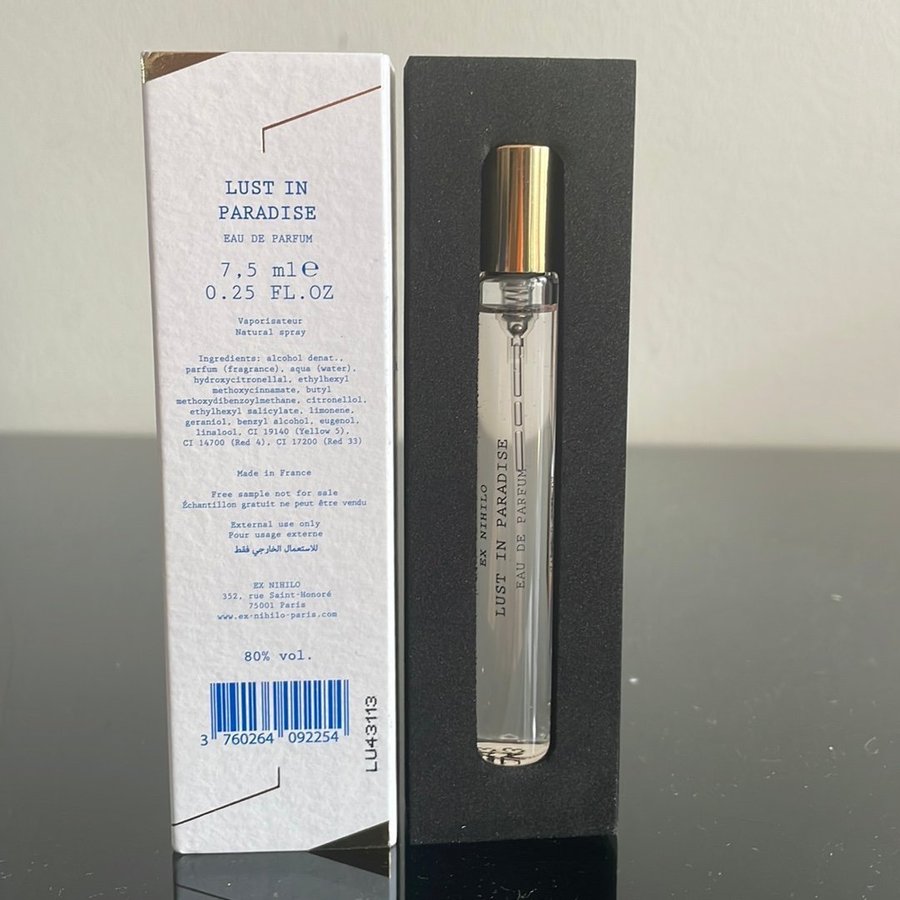 LUST IN
PARADISE
EAU DE PARFUM
7,5 ml ℮
0.25 FL.OZ
Vaporisateur
Natural spray
Ingredients: alcohol denat.,
parfum (fragrance), aqua (water),
hydroxycitronellal, ethylhexyl
methoxycinnamate, butyl
methoxydibenzoylmethane, citronellol,
ethylhexyl salicylate, limonene,
geraniol, benzyl alcohol, eugenol,
linalool, CI 19140 (Yellow 5),
CI 14700 (Red 4), CI 17200 (Red 33)
Made in France
Free sample not for sale
Échantillon gratuit ne peut être vendu
External use only
Pour usage externe
للاستعمال الخارجي فقط
EX NIHILO
352, rue Saint-Honoré
75001 Paris
www.ex-nihilo-paris.com
80% vol.
3 760264 092254
LU43113
EX NIHILO
LUST IN PARADISE
EAU DE PARFUM